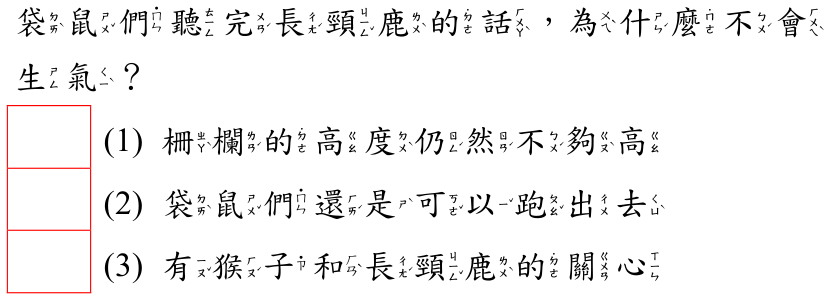 袋鼠們聽完長頸鹿的話，為什麼不會
生氣？
(1) 柵欄的高度仍然不夠高
(2) 袋鼠們還是可以跑出去
(3) 有猴子和長頸鹿的關心